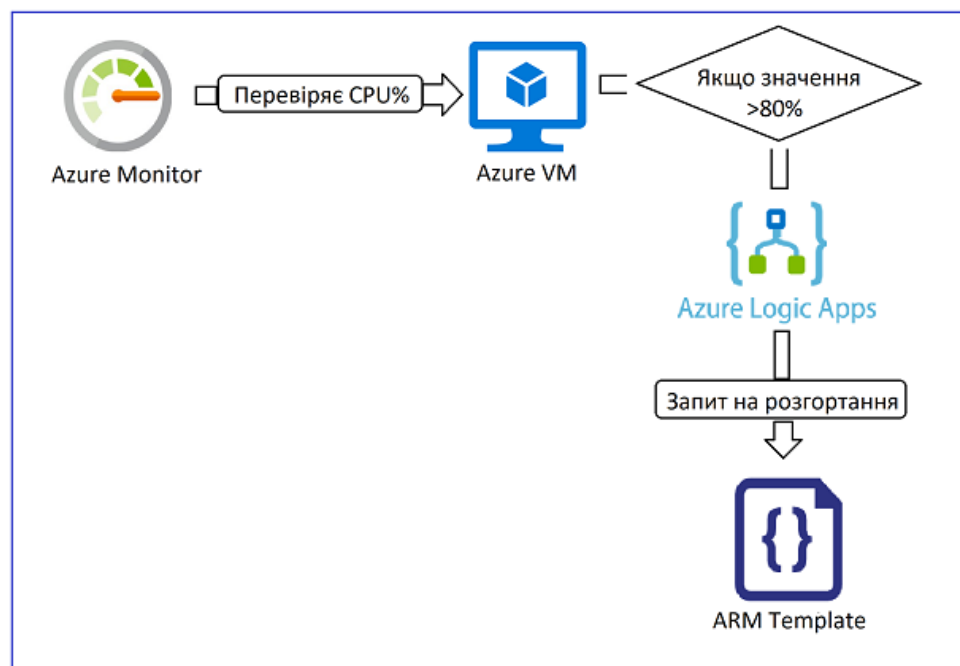 Перевіряє CPU%
Якщо значення
>80%
Azure Monitor
Azure VM
Azure Logic Apps
Запит на розгортання
ARM Template